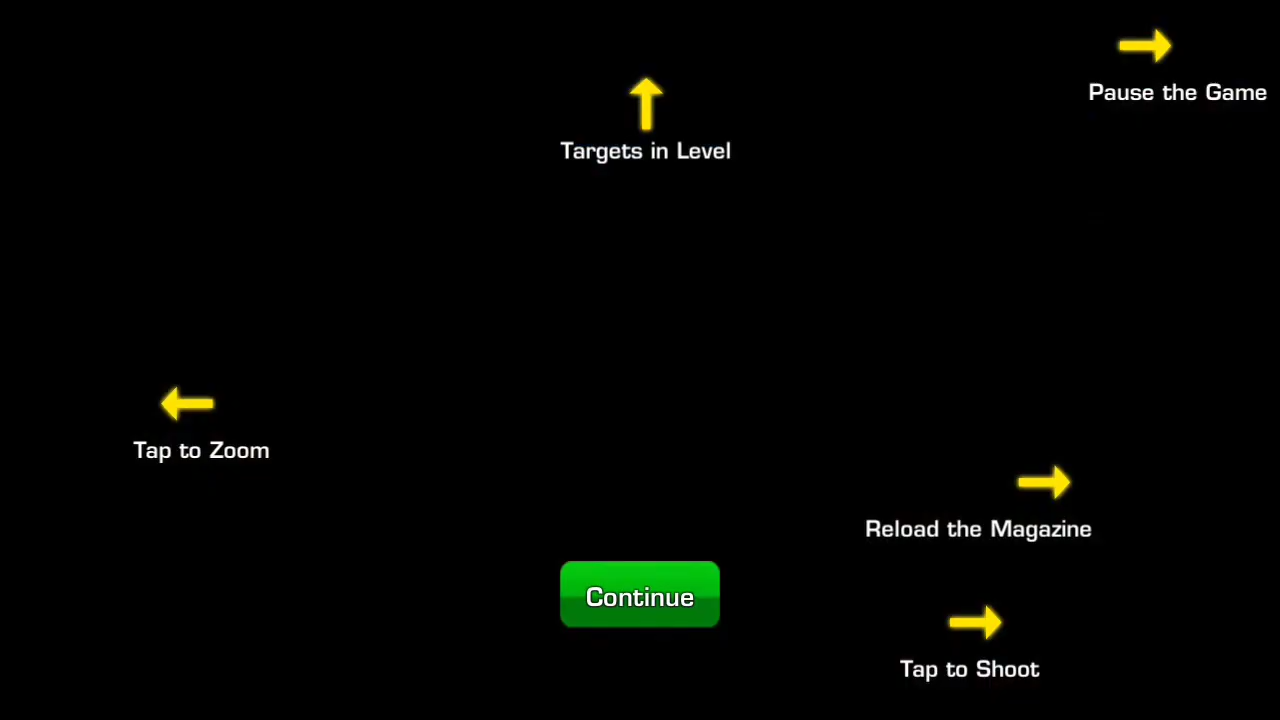 Pause the Game
Targets in Level
Tap to Zoom
Reload the Magazine
Continue
Tap to Shoot